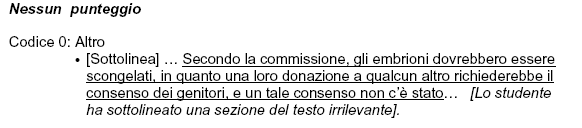 Nessun punteggio
Codice 0: Altro
• [Sottolinea] … Secondo la commissione, gli embrioni dovrebbero essere
scongelati, in quanto una loro donazione a qualcun altro richiederebbe il
consenso dei genitori, e un tale consenso non c'è stato… [Lo studente
ha sottolineato una sezione del testo irrilevante].